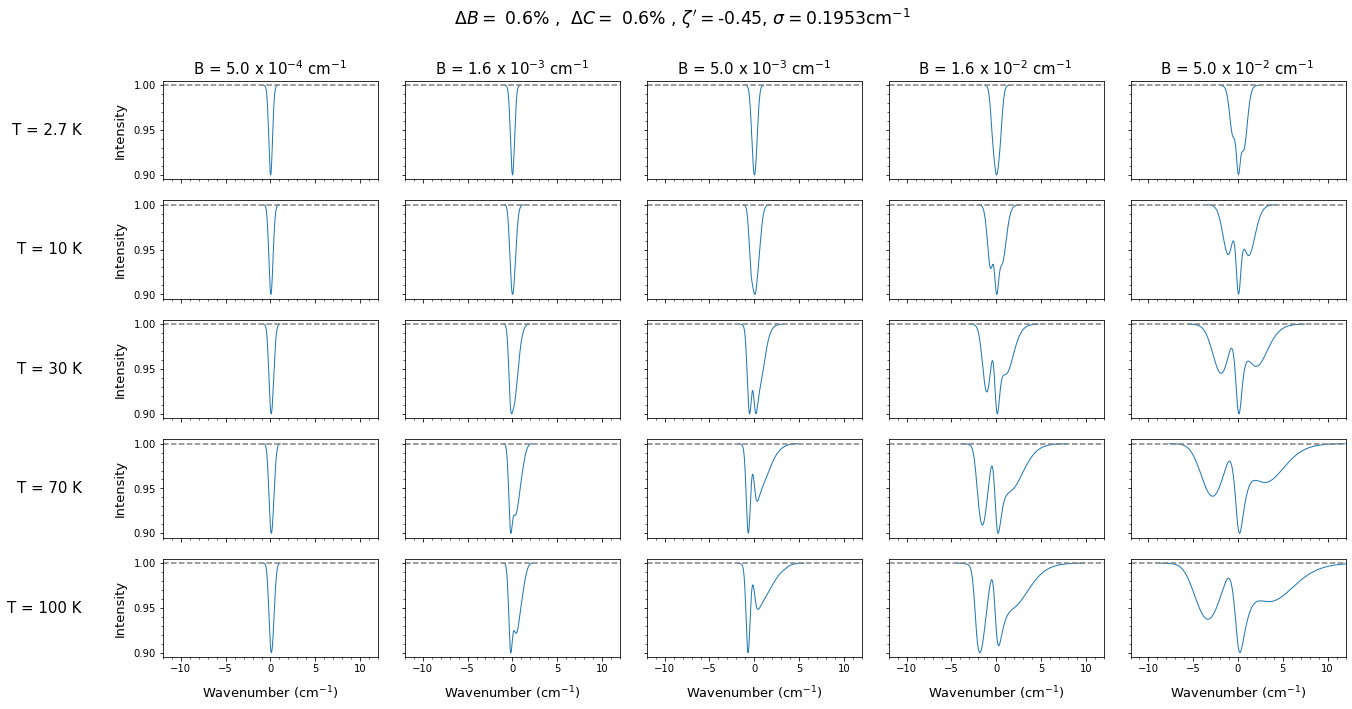 ΔB = 0.6% , ΔC = 0.6% , ζ′ = -0.45, σ = 0.1953cm⁻¹
B = 5.0 x 10⁻⁴ cm⁻¹ B = 1.6 x 10⁻³ cm⁻¹ B = 5.0 x 10⁻³ cm⁻¹ B = 1.6 x 10⁻² cm⁻¹ B = 5.0 x 10⁻² cm⁻¹
T = 2.7 K
Intensity
1.00
0.95
0.90
T = 10 K
Intensity
1.00
0.95
0.90
T = 30 K
Intensity
1.00
0.95
0.90
T = 70 K
Intensity
1.00
0.95
0.90
T = 100 K
Intensity
1.00
0.95
0.90
−10 −5 0 5 10 −10 −5 0 5 10 −10 −5 0 5 10 −10 −5 0 5 10 −10 −5 0 5 10
Wavenumber (cm⁻¹) Wavenumber (cm⁻¹) Wavenumber (cm⁻¹) Wavenumber (cm⁻¹) Wavenumber (cm⁻¹)